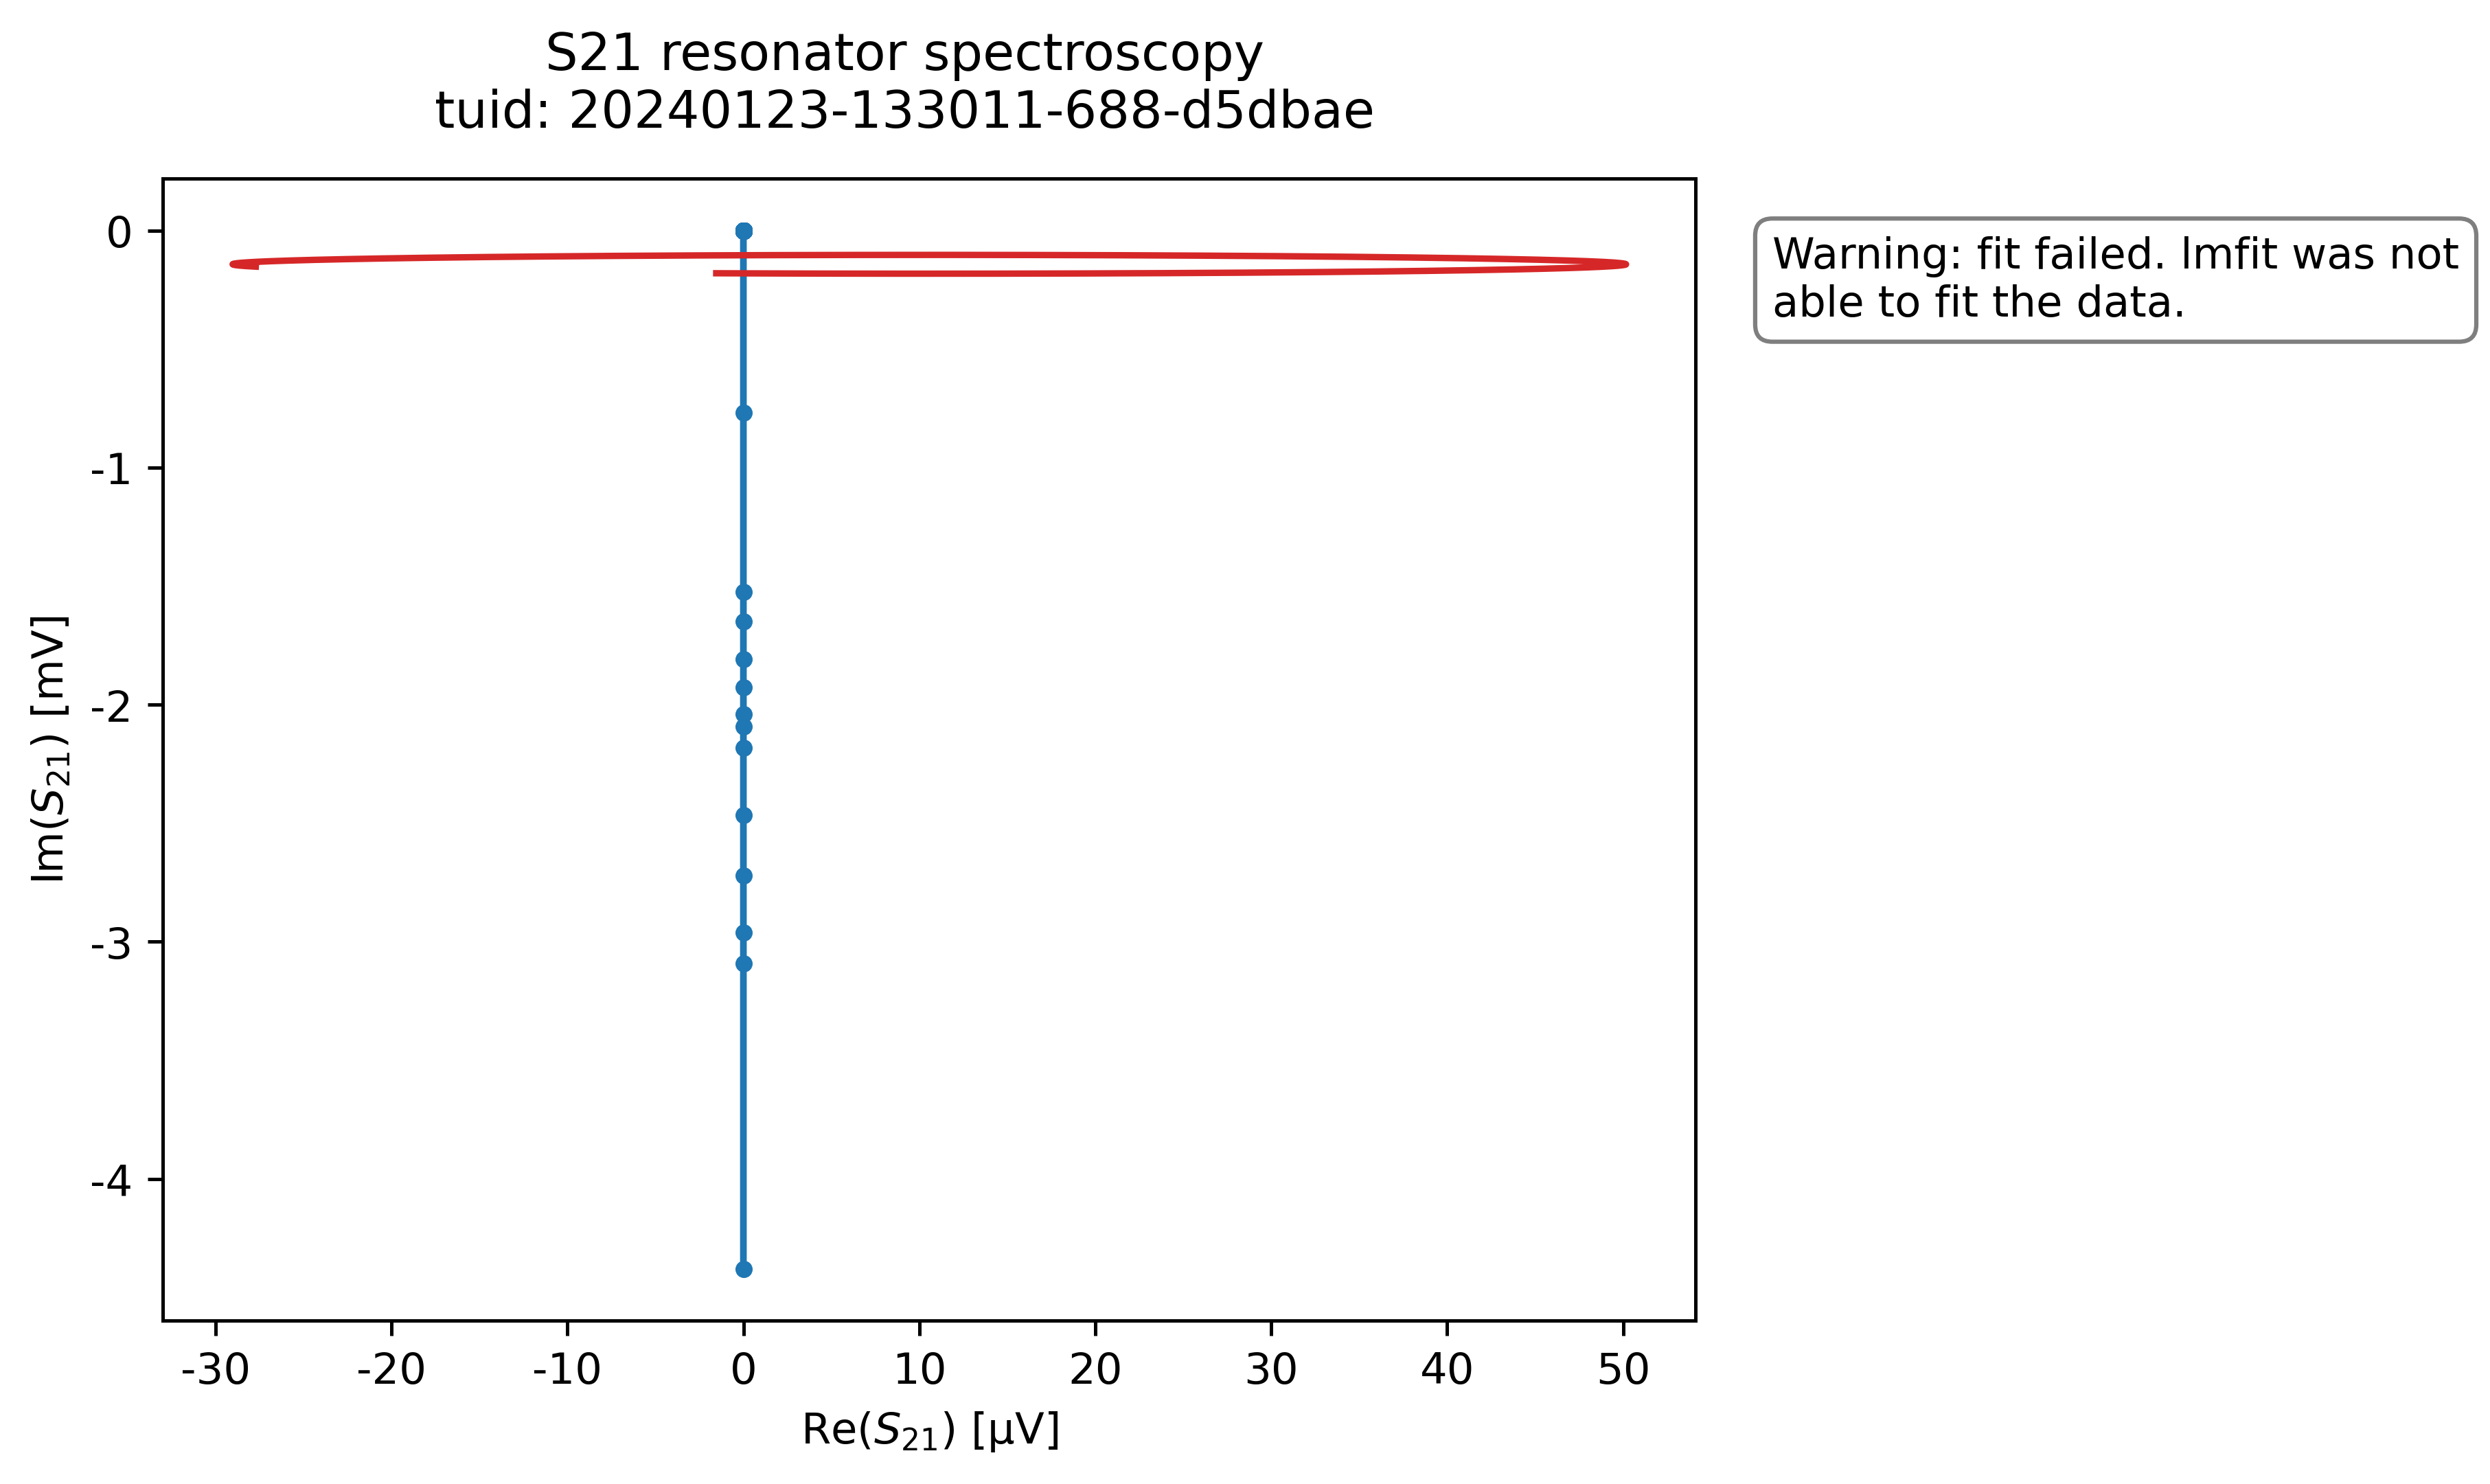 S21 resonator spectroscopy
tuid: 20240123-133011-688-d5dbae
Warning: fit failed. lmfit was not
able to fit the data.
0
-1
-2
-3
-4
Im(S21) [mV]
-30 -20 -10 0 10 20 30 40 50
Re(S21) [µV]